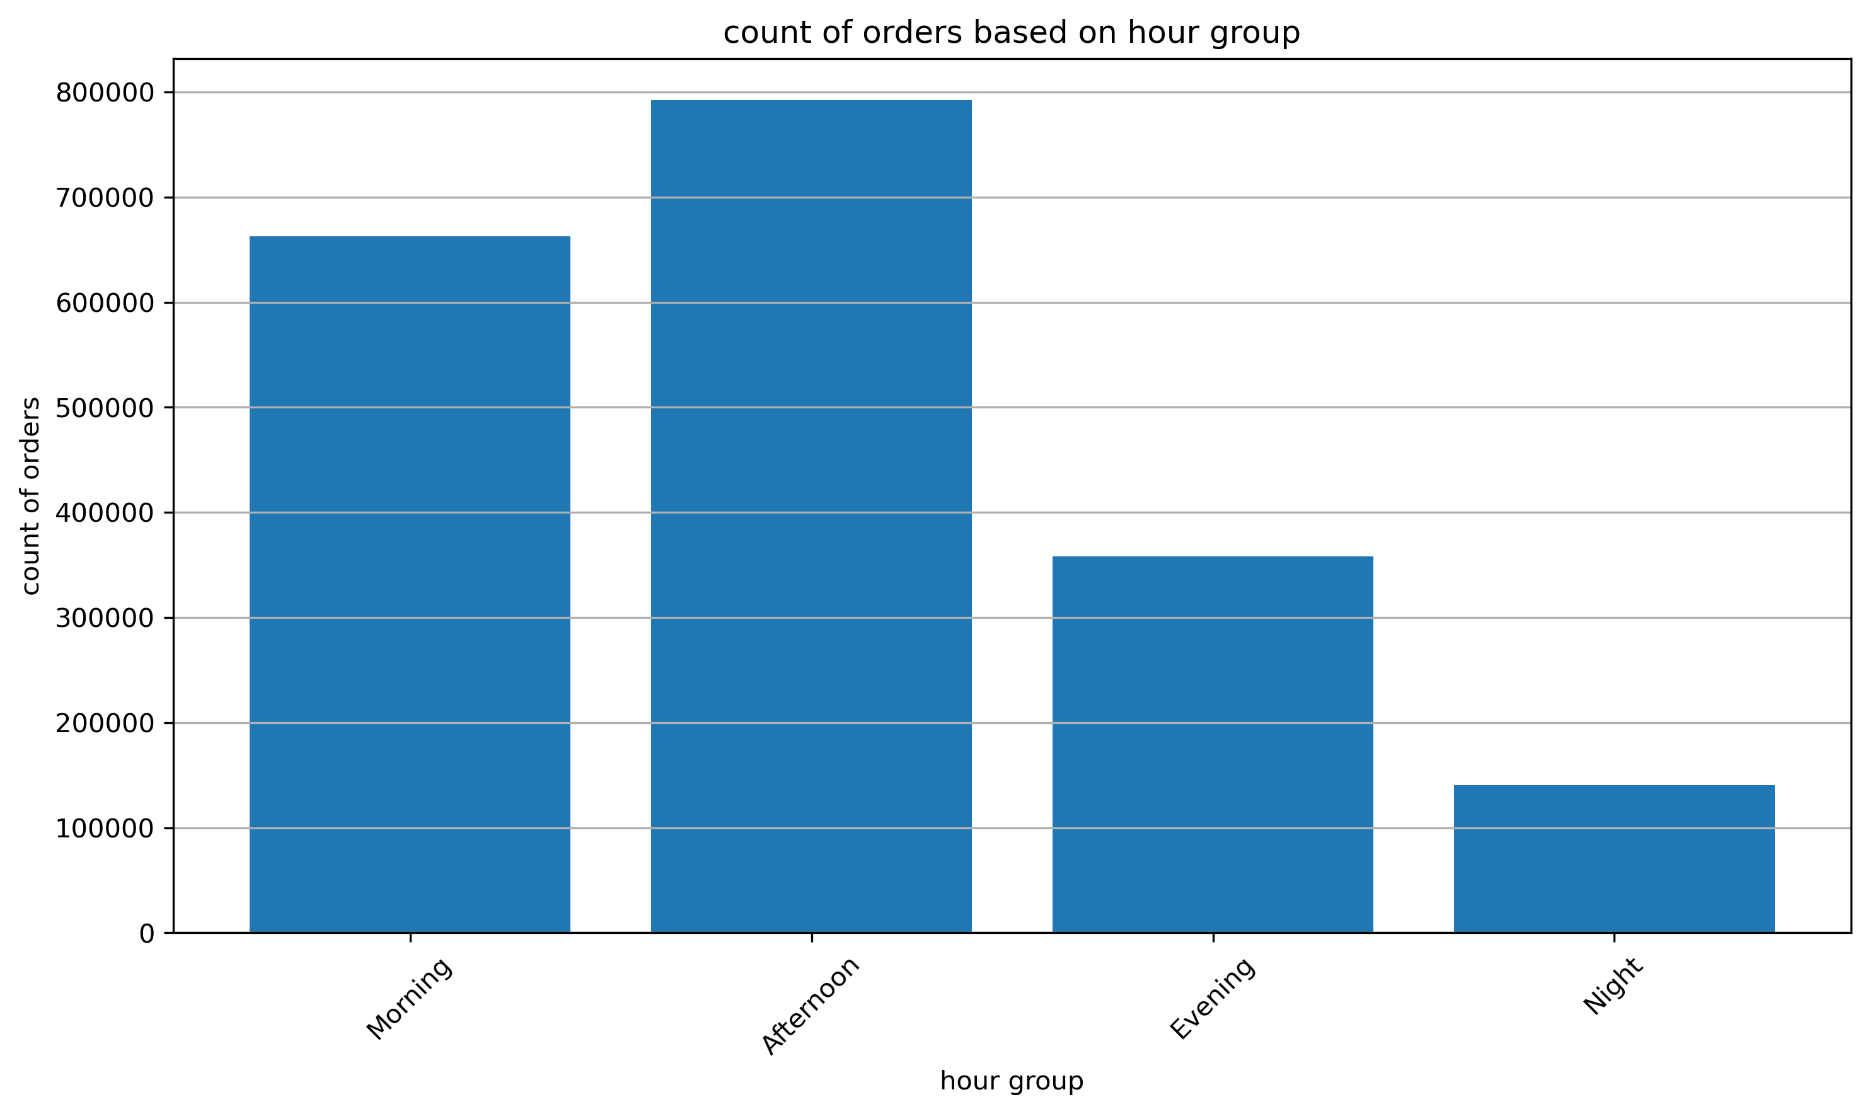 count of orders based on hour group
800000
700000
600000
500000
400000
300000
200000
100000
0
count of orders
Morning
Afternoon
Evening
Night
hour group